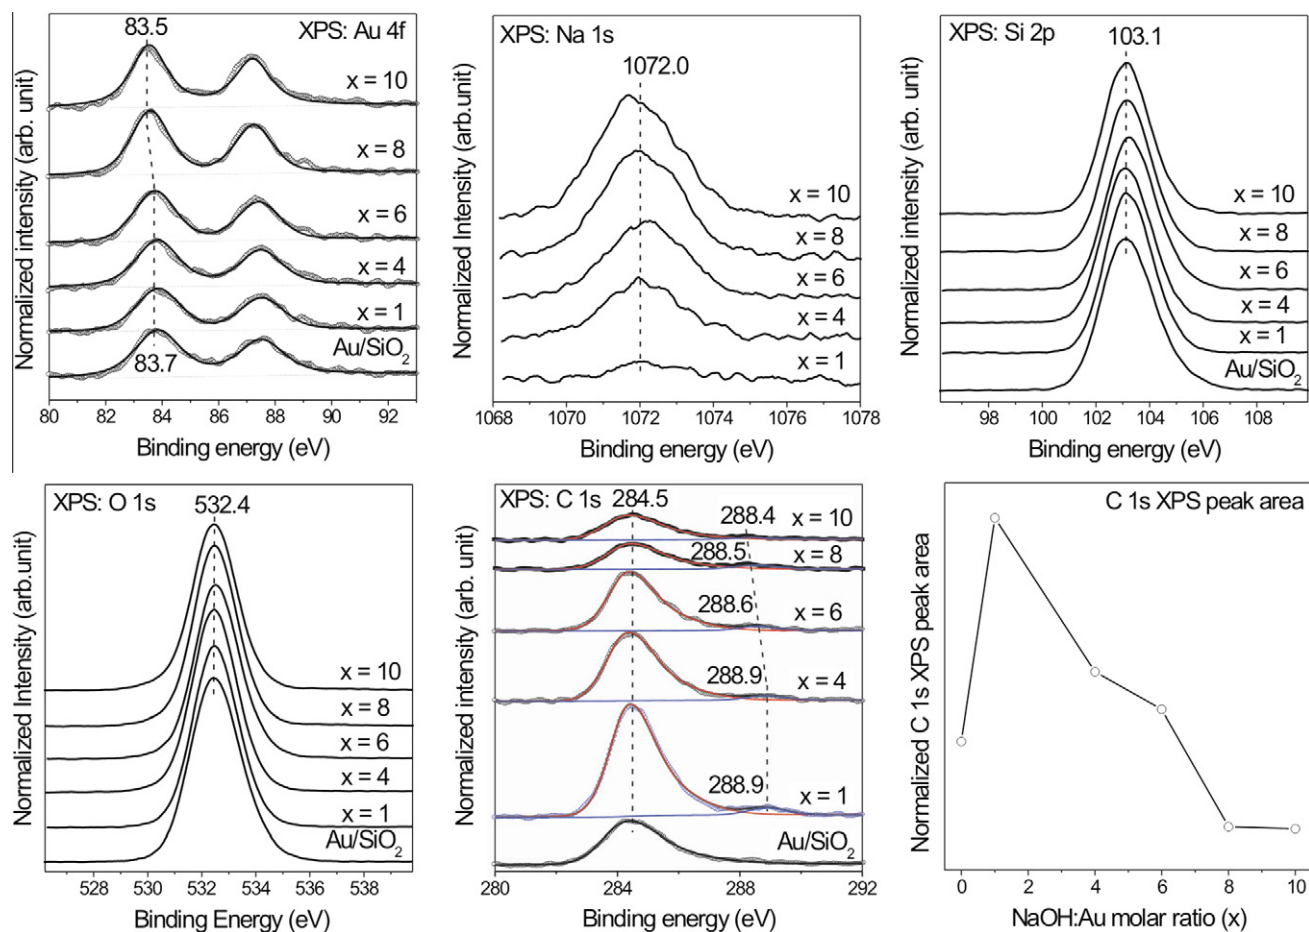 83.5
XPS: Au 4f
x = 10
x = 8
x = 6
x = 4
x = 1
Au/SiO₂
83.7
80 82 84 86 88 90 92
Binding energy (eV)
Normalized intensity (arb. unit)
XPS: Na 1s
1072.0
x = 10
x = 8
x = 6
x = 4
x = 1
1068 1070 1072 1074 1076 1078
Binding energy (eV)
Normalized intensity (arb.unit)
XPS: Si 2p
103.1
x = 10
x = 8
x = 6
x = 4
x = 1
Au/SiO₂
98 100 102 104 106 108
Binding energy (eV)
Normalized intensity (arb. unit)
XPS: O 1s
532.4
x = 10
x = 8
x = 6
x = 4
x = 1
Au/SiO₂
528 530 532 534 536 538
Binding Energy (eV)
Normalized intensity (arb.unit)
XPS: C 1s
284.5
288.4
x = 10
288.5
x = 8
288.6
x = 6
288.9
x = 4
288.9
x = 1
Au/SiO₂
280 284 288 292
Binding energy (eV)
Normalized intensity (arb. unit)
C 1s XPS peak area
Normalized C 1s XPS peak area
0 2 4 6 8 10
NaOH:Au molar ratio (x)